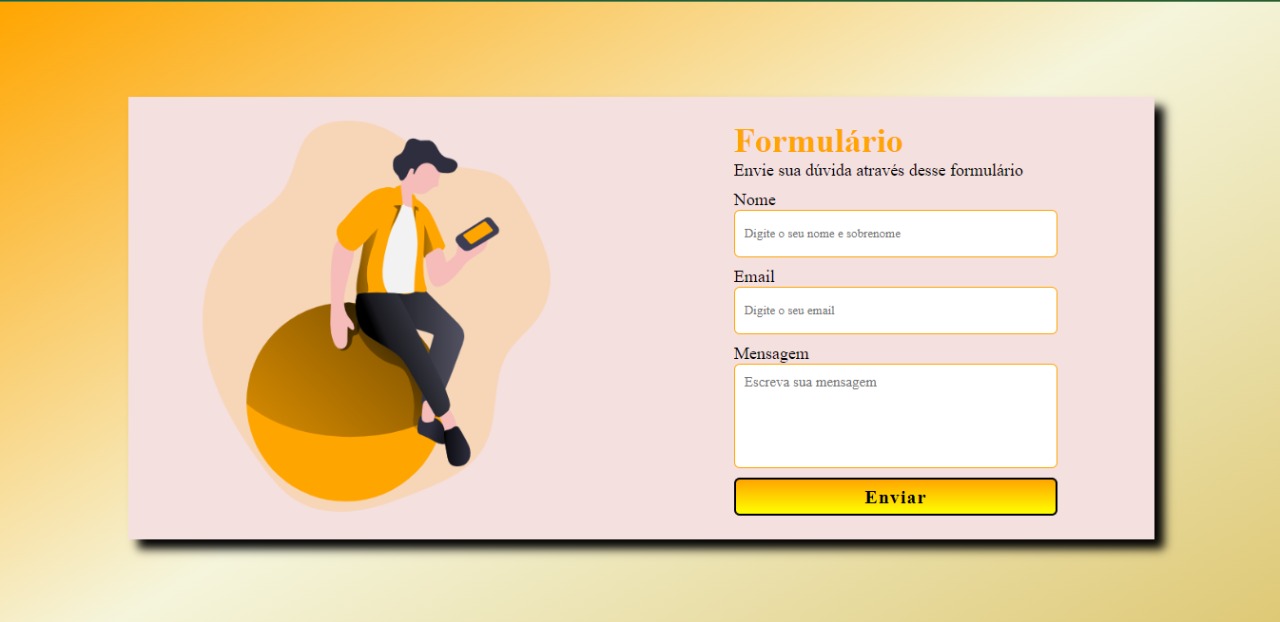 Formulário
Envie sua dúvida através desse formulário
Nome
Digite o seu nome e sobrenome
Email
Digite o seu email
Mensagem
Escreva sua mensagem
Enviar